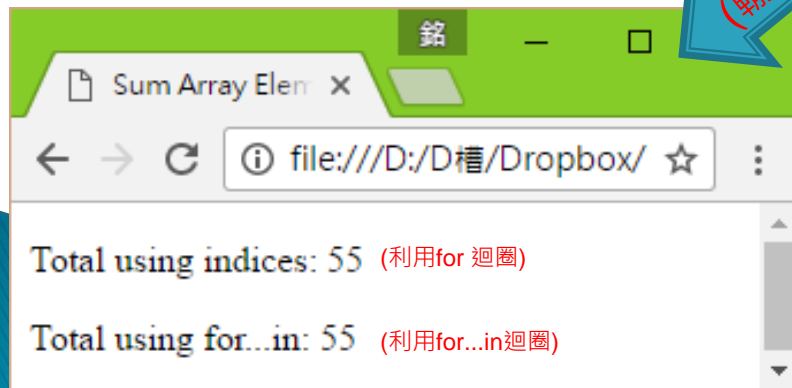 銘
Sum Array Elem
file:///D:/D槽/Dropbox/
Total using indices: 55 (利用for 迴圈)
Total using for...in: 55 (利用for...in迴圈)